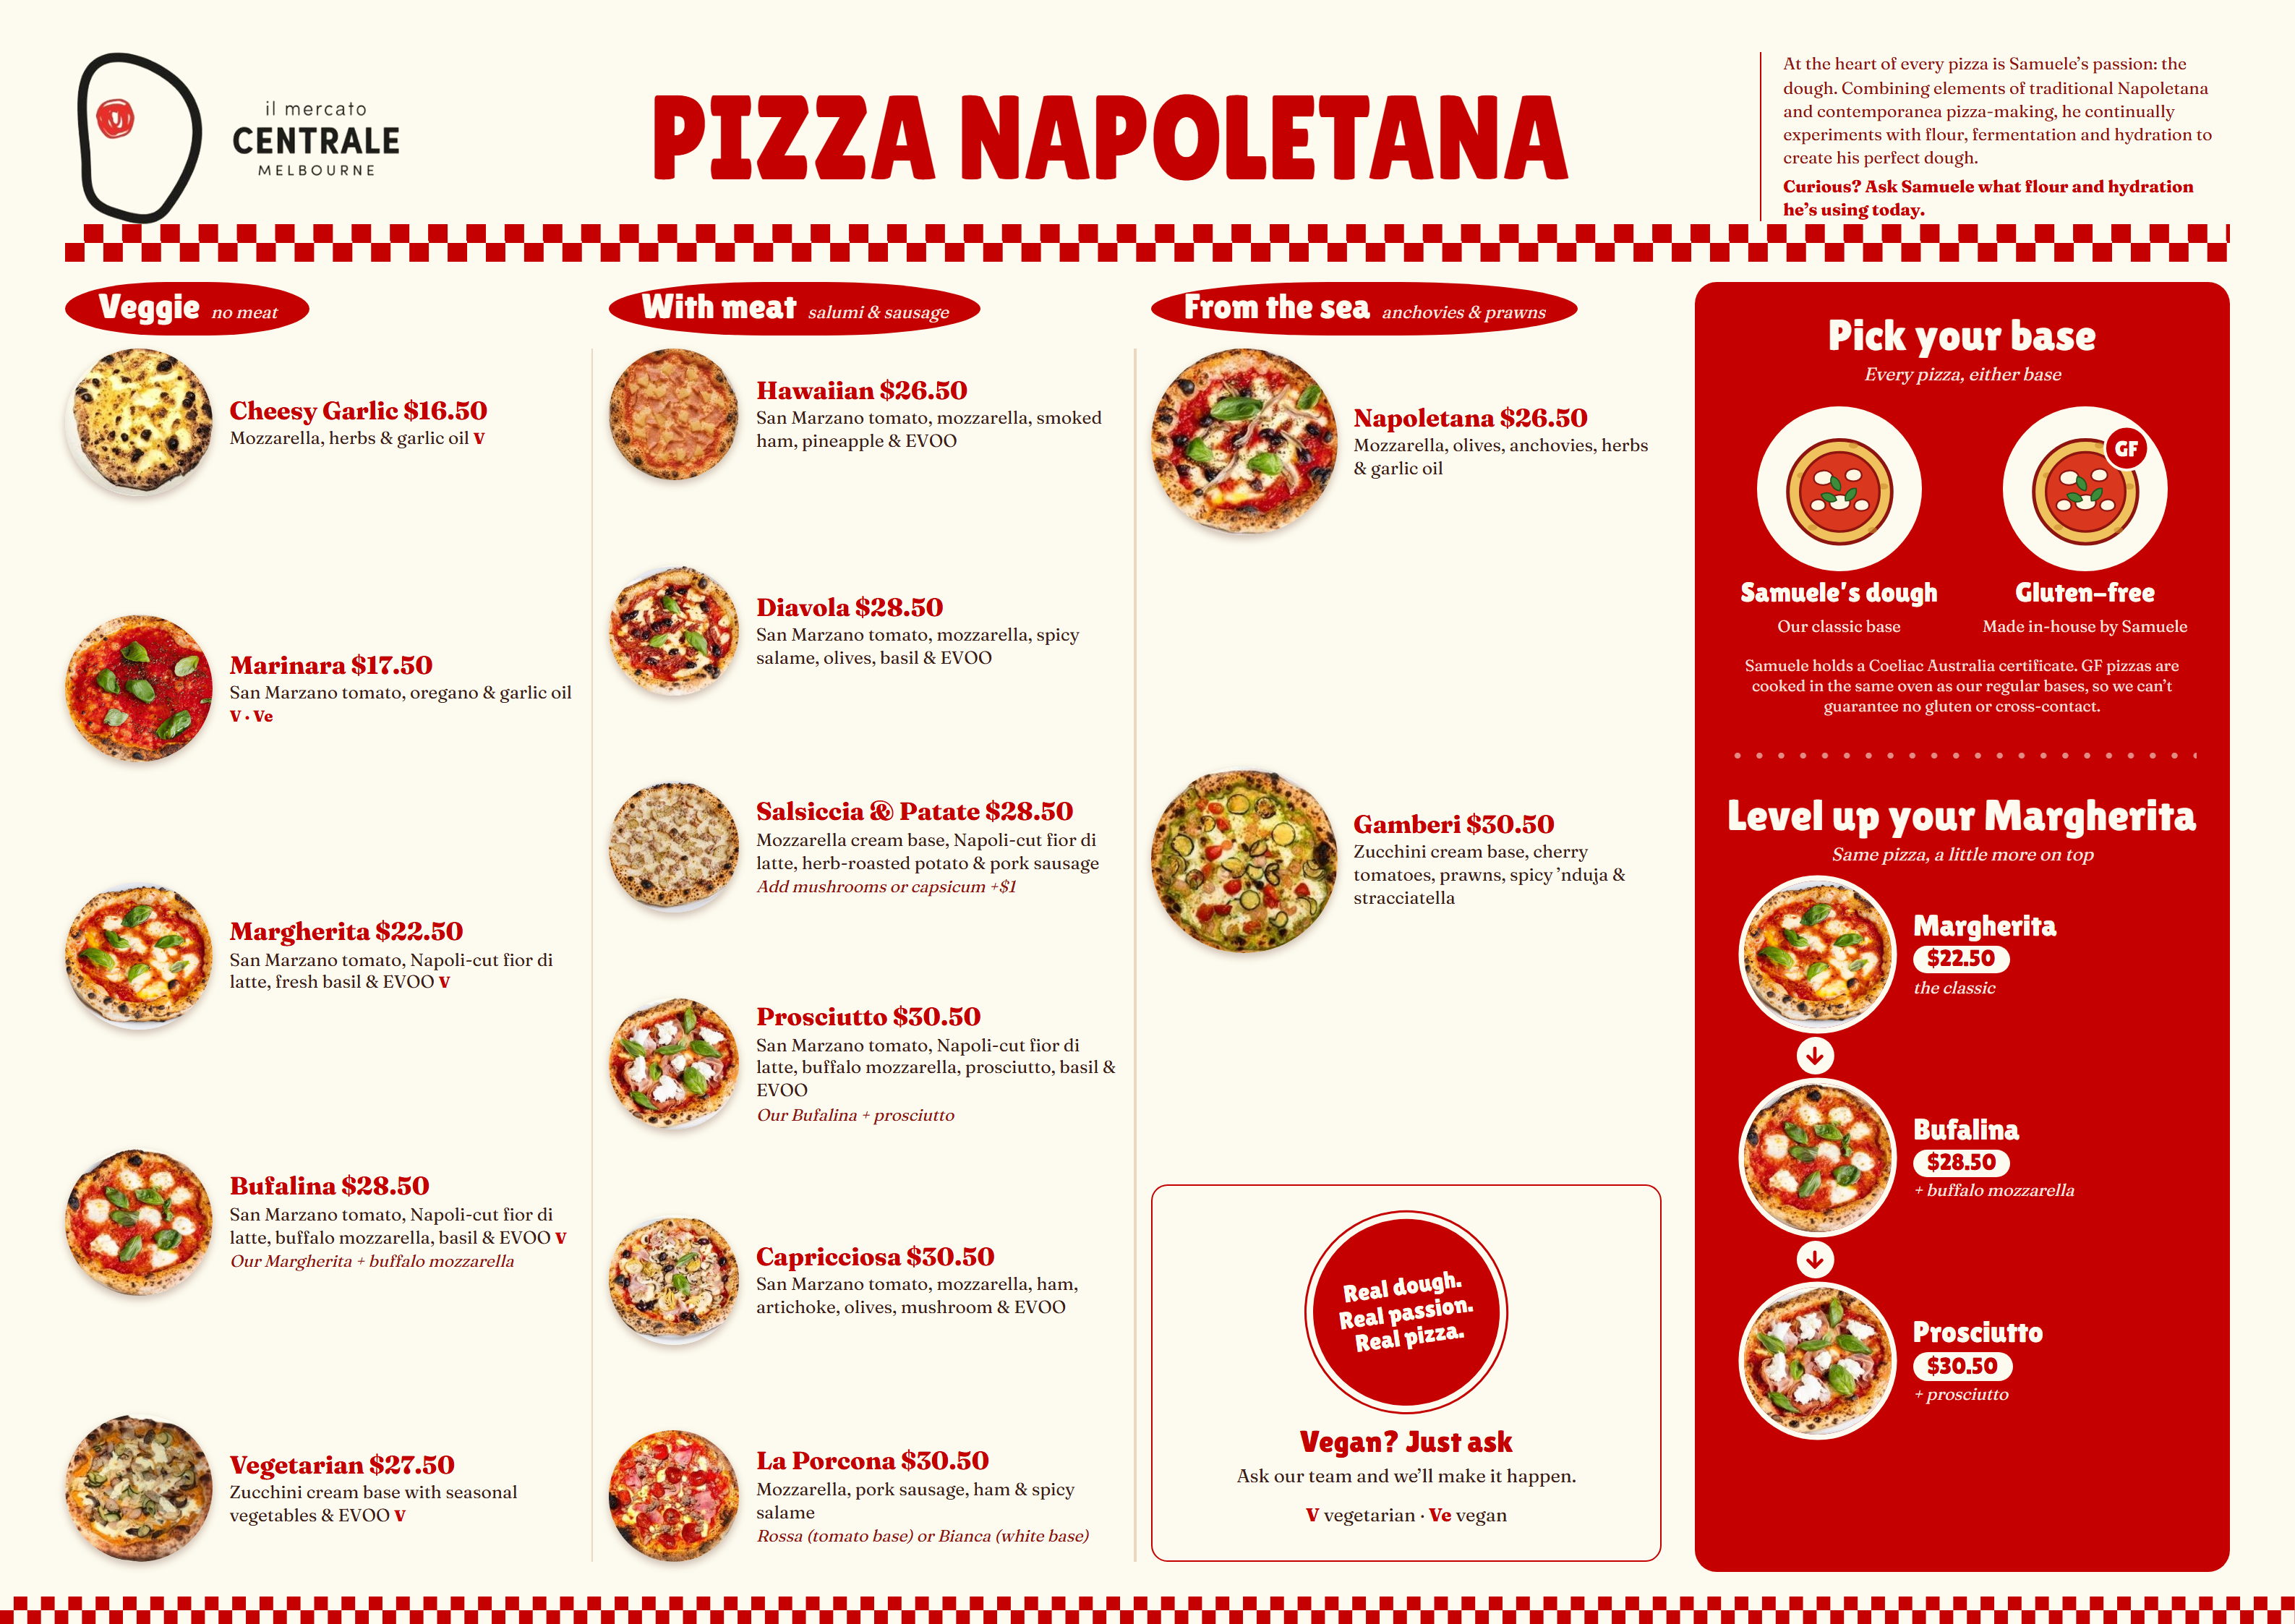 il mercato
CENTRALE
MELBOURNE
PIZZA NAPOLETANA
At the heart of every pizza is Samuele’s passion: the
dough. Combining elements of traditional Napoletana
and contemporanea pizza-making, he continually
experiments with flour, fermentation and hydration to
create his perfect dough.
Curious? Ask Samuele what flour and hydration
he’s using today.
Veggie no meat
Cheesy Garlic $16.50
Mozzarella, herbs & garlic oil V
Marinara $17.50
San Marzano tomato, oregano & garlic oil
V · Ve
Margherita $22.50
San Marzano tomato, Napoli-cut fior di
latte, fresh basil & EVOO V
Bufalina $28.50
San Marzano tomato, Napoli-cut fior di
latte, buffalo mozzarella, basil & EVOO V
Our Margherita + buffalo mozzarella
Vegetarian $27.50
Zucchini cream base with seasonal
vegetables & EVOO V
With meat salumi & sausage
Hawaiian $26.50
San Marzano tomato, mozzarella, smoked
ham, pineapple & EVOO
Diavola $28.50
San Marzano tomato, mozzarella, spicy
salame, olives, basil & EVOO
Salsiccia & Patate $28.50
Mozzarella cream base, Napoli-cut fior di
latte, herb-roasted potato & pork sausage
Add mushrooms or capsicum +$1
Prosciutto $30.50
San Marzano tomato, Napoli-cut fior di
latte, buffalo mozzarella, prosciutto, basil &
EVOO
Our Bufalina + prosciutto
Capricciosa $30.50
San Marzano tomato, mozzarella, ham,
artichoke, olives, mushroom & EVOO
La Porcona $30.50
Mozzarella, pork sausage, ham & spicy
salame
Rossa (tomato base) or Bianca (white base)
From the sea anchovies & prawns
Napoletana $26.50
Mozzarella, olives, anchovies, herbs
& garlic oil
Gamberi $30.50
Zucchini cream base, cherry
tomatoes, prawns, spicy ’nduja &
stracciatella
Real dough.
Real passion.
Real pizza.
Vegan? Just ask
Ask our team and we’ll make it happen.
V vegetarian · Ve vegan
Pick your base
Every pizza, either base
GF
Samuele’s dough
Our classic base
Gluten-free
Made in-house by Samuele
Samuele holds a Coeliac Australia certificate. GF pizzas are
cooked in the same oven as our regular bases, so we can’t
guarantee no gluten or cross-contact.
Level up your Margherita
Same pizza, a little more on top
Margherita
$22.50
the classic
Bufalina
$28.50
+ buffalo mozzarella
Prosciutto
$30.50
+ prosciutto